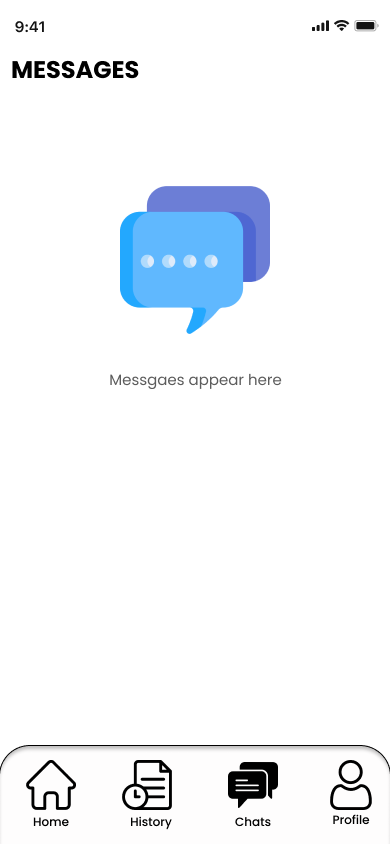 9:41
MESSAGES
Messgaes appear here
Home
History
Chats
Profile